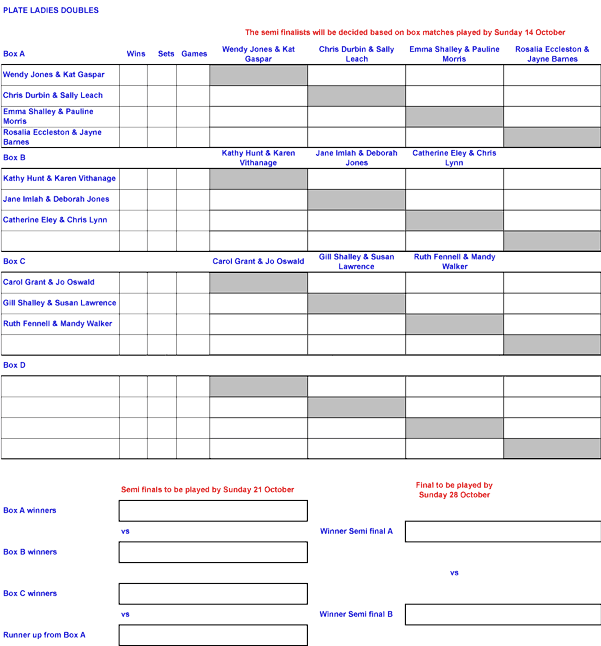 PLATE LADIES DOUBLES
The semi finalists will be decided based on box matches played by Sunday 14 October
Box A Wins Sets Games Wendy Jones & Kat Gaspar Chris Durbin & Sally Leach Emma Shalley & Pauline Morris Rosalia Eccleston & Jayne Barnes
Wendy Jones & Kat Gaspar
Chris Durbin & Sally Leach
Emma Shalley & Pauline
Morris
Rosalia Eccleston & Jayne
Barnes
Box B Kathy Hunt & Karen Vithanage Jane Imlah & Deborah Jones Catherine Eley & Chris Lynn
Kathy Hunt & Karen Vithanage
Jane Imlah & Deborah Jones
Catherine Eley & Chris Lynn
Box C Carol Grant & Jo Oswald Gill Shalley & Susan Lawrence Ruth Fennell & Mandy Walker
Carol Grant & Jo Oswald
Gill Shalley & Susan Lawrence
Ruth Fennell & Mandy Walker
Box D
Semi finals to be played by Sunday 21 October
Final to be played by
Sunday 28 October
Box A winners
vs
Winner Semi final A
Box B winners
vs
Box C winners
vs
Winner Semi final B
Runner up from Box A